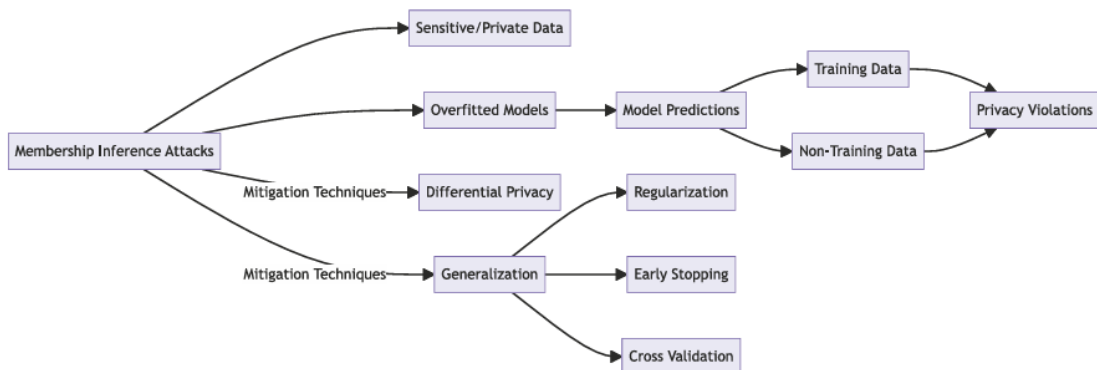 Sensitive/Private Data
Training Data
Overfitted Models
Model Predictions
Privacy Violations
Membership Inference Attacks
Non-Training Data
Mitigation Techniques
Differential Privacy
Regularization
Mitigation Techniques
Generalization
Early Stopping
Cross Validation